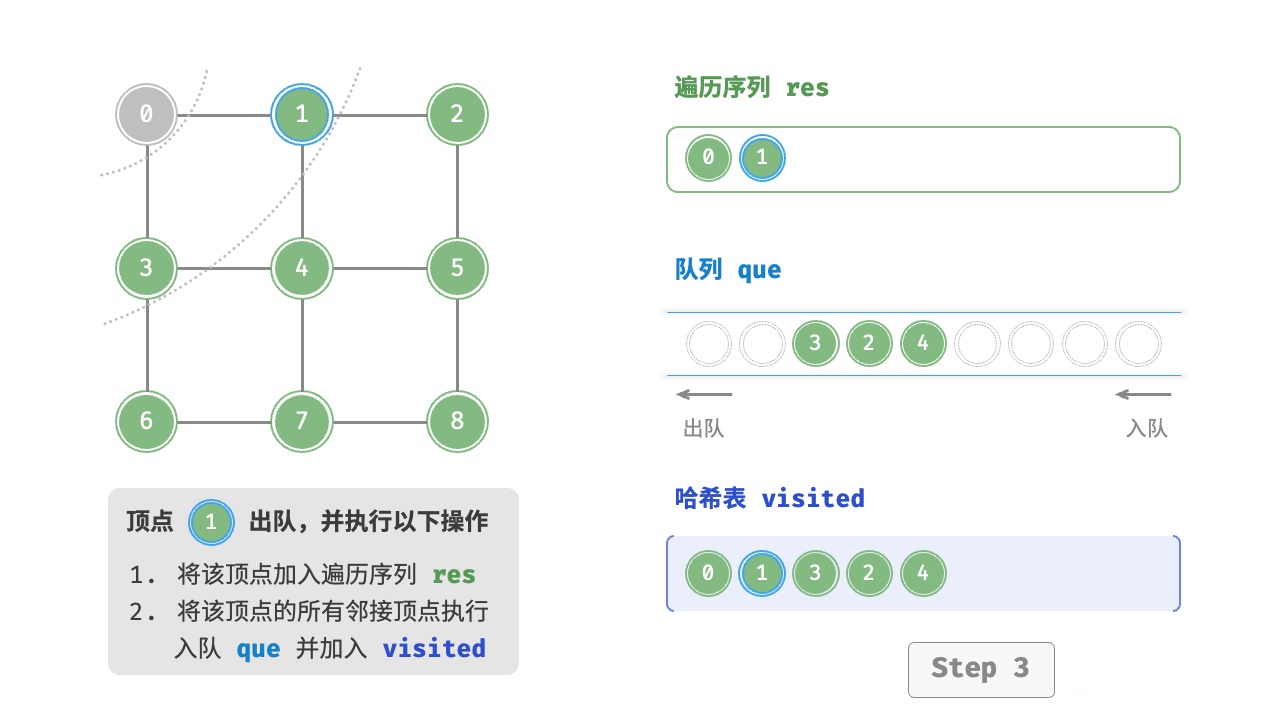 0 1 2
3 4 5
6 7 8
顶点 1 出队，并执行以下操作
1. 将该顶点加入遍历序列 res
2. 将该顶点的所有邻接顶点执行
入队 que 并加入 visited
遍历序列 res
0 1
队列 que
3 2 4
出队 入队
哈希表 visited
0 1 3 2 4
Step 3